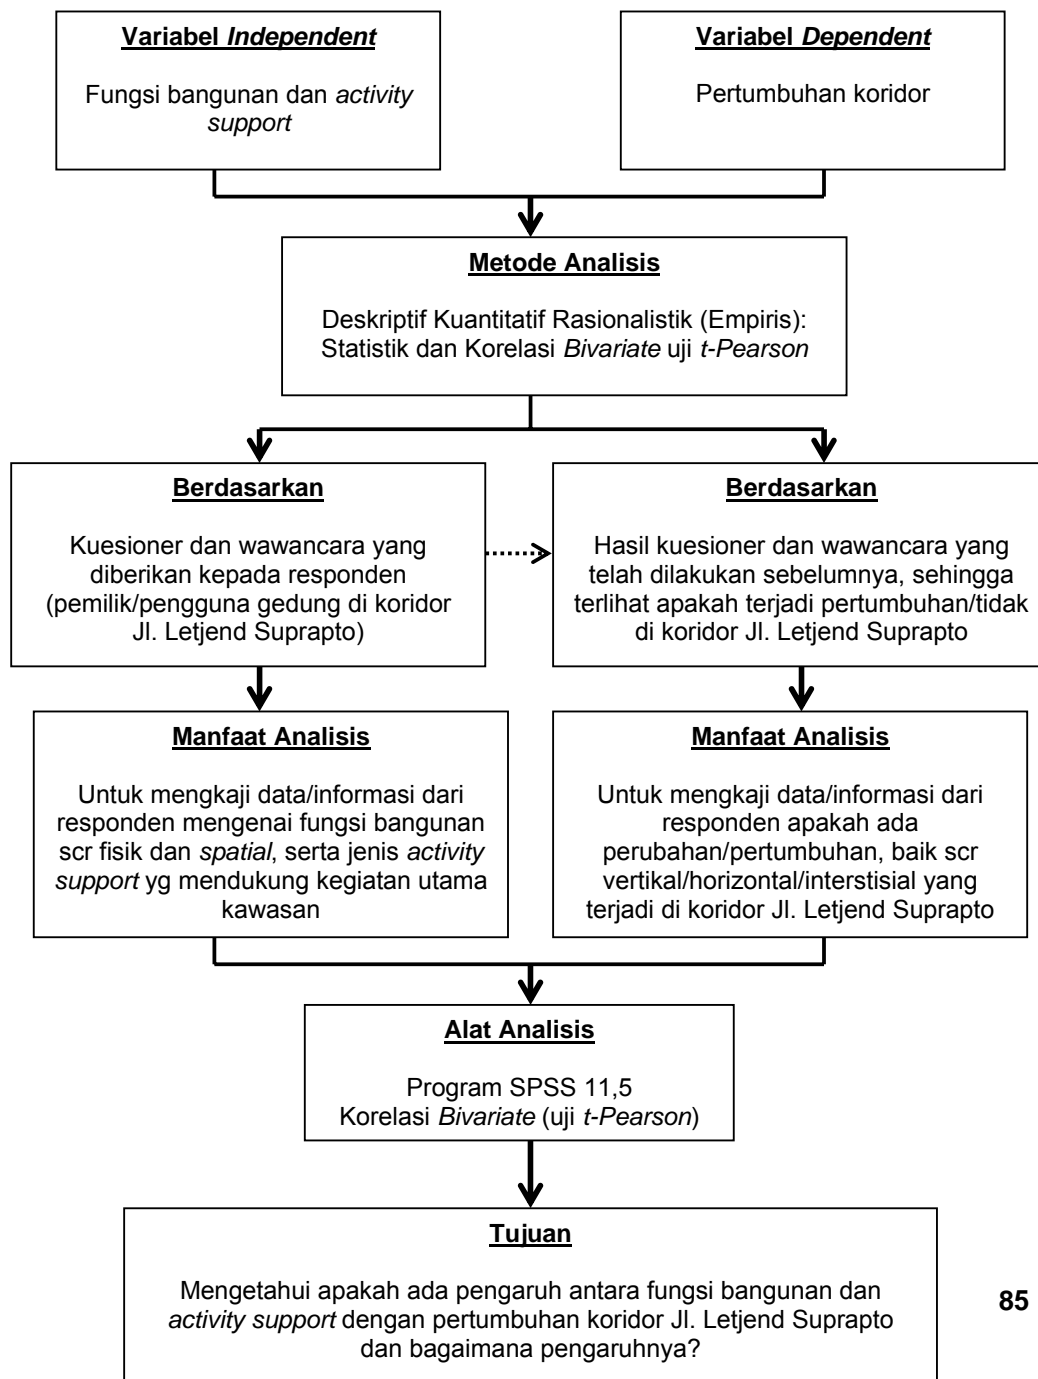 Variabel Independent
Fungsi bangunan dan activity
support
Variabel Dependent
Pertumbuhan koridor
Metode Analisis
Deskriptif Kuantitatif Rasionalistik (Empiris):
Statistik dan Korelasi Bivariate uji t-Pearson
Berdasarkan
Kuesioner dan wawancara yang
diberikan kepada responden
(pemilik/pengguna gedung di koridor
Jl. Letjend Suprapto)
Berdasarkan
Hasil kuesioner dan wawancara yang
telah dilakukan sebelumnya, sehingga
terlihat apakah terjadi pertumbuhan/tidak
di koridor Jl. Letjend Suprapto
Manfaat Analisis
Untuk mengkaji data/informasi dari
responden mengenai fungsi bangunan
scr fisik dan spatial, serta jenis activity
support yg mendukung kegiatan utama
kawasan
Manfaat Analisis
Untuk mengkaji data/informasi dari
responden apakah ada
perubahan/pertumbuhan, baik scr
vertikal/horizontal/interstisial yang
terjadi di koridor Jl. Letjend Suprapto
Alat Analisis
Program SPSS 11,5
Korelasi Bivariate (uji t-Pearson)
Tujuan
Mengetahui apakah ada pengaruh antara fungsi bangunan dan
activity support dengan pertumbuhan koridor Jl. Letjend Suprapto
dan bagaimana pengaruhnya?
85